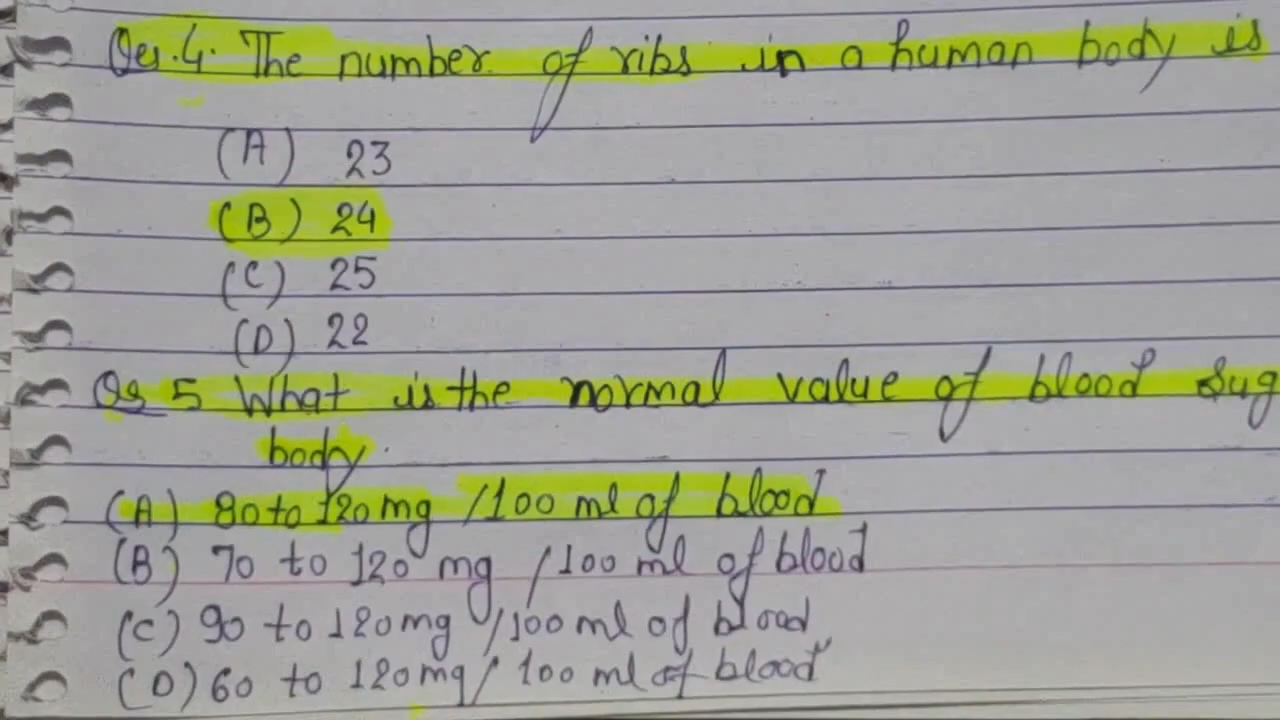 Qes.4. The number of ribs in a human body is
(A) 23
(B) 24
(C) 25
(D) 22
Qs 5 What is the normal value of blood Sug
body.
(A) 80 to 120 mg /100 ml of blood
(B) 70 to 120 mg /100 ml of blood
(C) 90 to 120 mg /100 ml of blood
(D) 60 to 120 mg / 100 ml of blood